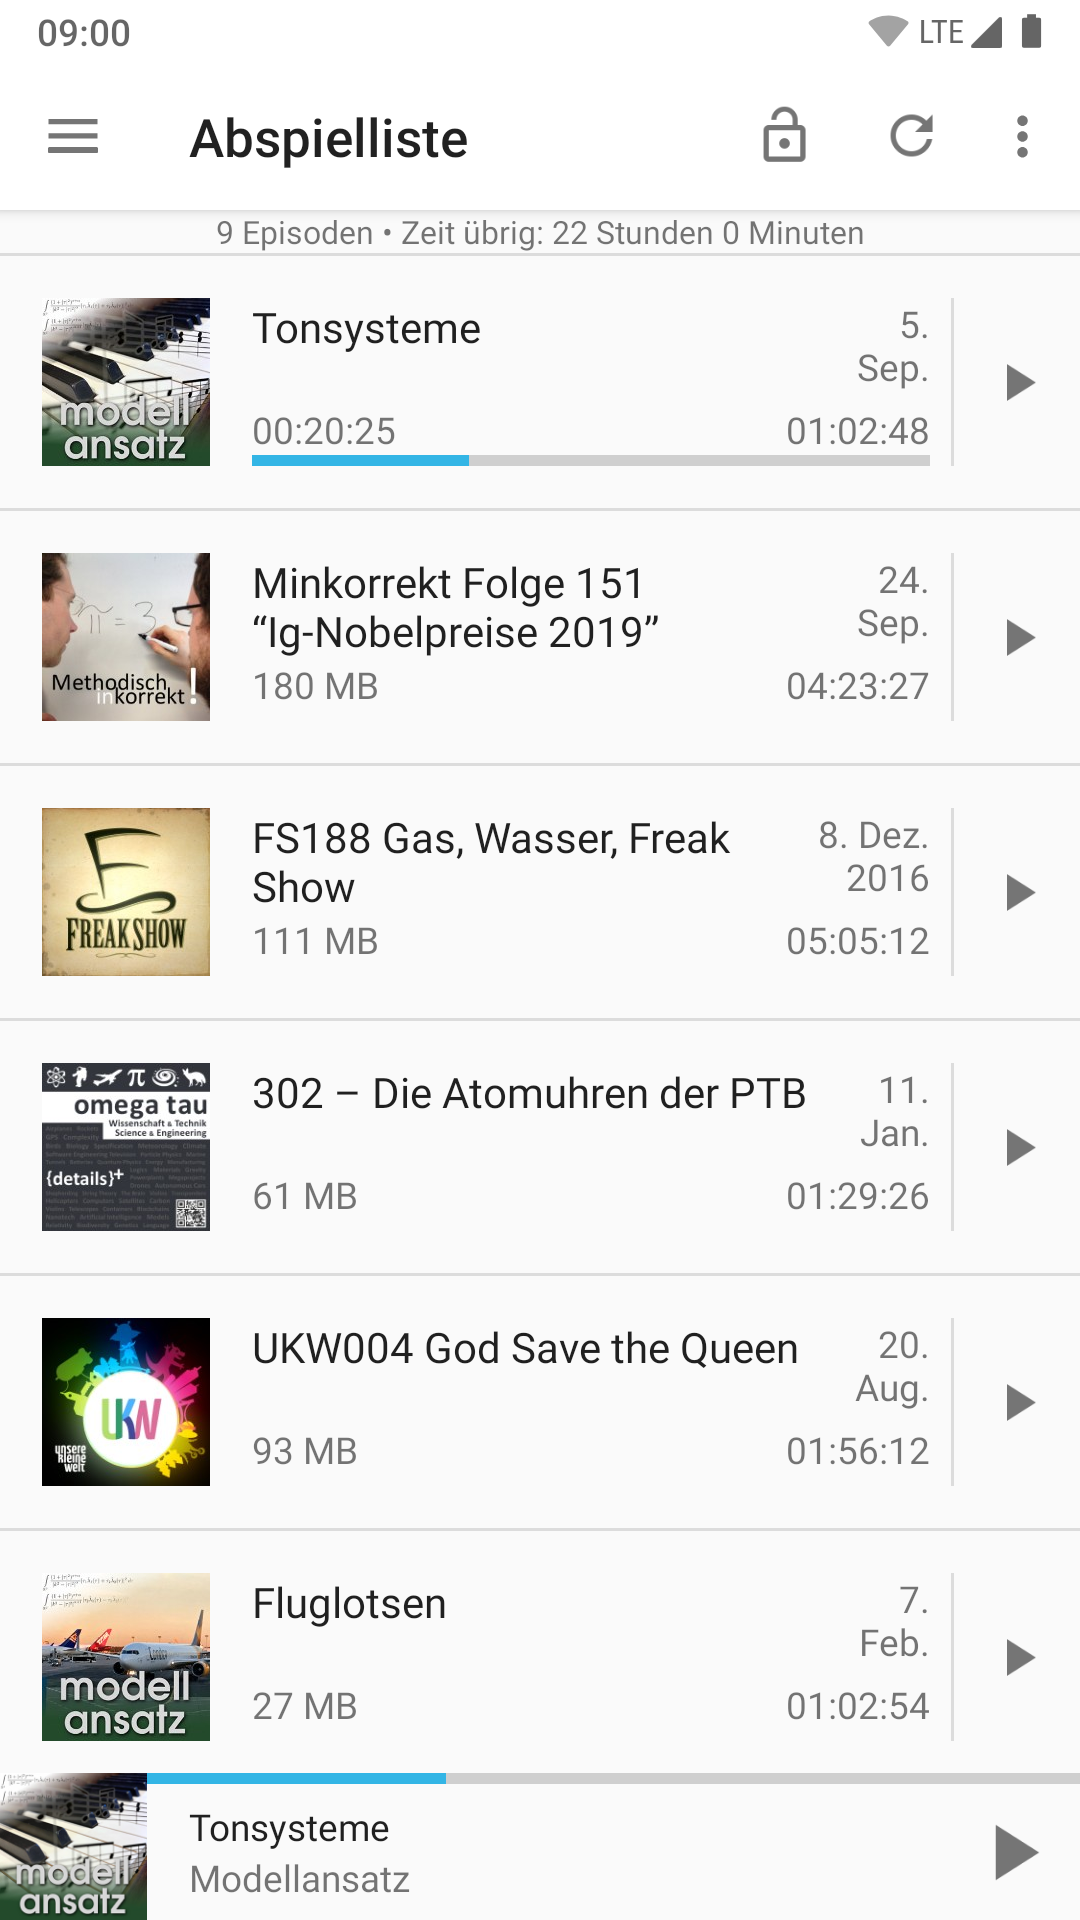 09:00
LTE
Abspielliste
9 Episoden • Zeit übrig: 22 Stunden 0 Minuten
modell
ansatz
Tonsysteme
5.
Sep.
00:20:25
01:02:48
π = 3
Methodisch
inkorrekt!
Minkorrekt Folge 151
“Ig-Nobelpreise 2019”
24.
Sep.
180 MB
04:23:27
FREAK SHOW
FS188 Gas, Wasser, Freak
Show
8. Dez.
2016
111 MB
05:05:12
π
omega tau
Wissenschaft & Technik
Science & Engineering
{details}+
302 – Die Atomuhren der PTB
11.
Jan.
61 MB
01:29:26
UKW
unsere
kleine
welt
UKW004 God Save the Queen
20.
Aug.
93 MB
01:56:12
modell
ansatz
Fluglotsen
7.
Feb.
27 MB
01:02:54
modell
ansatz
Tonsysteme
Modellansatz